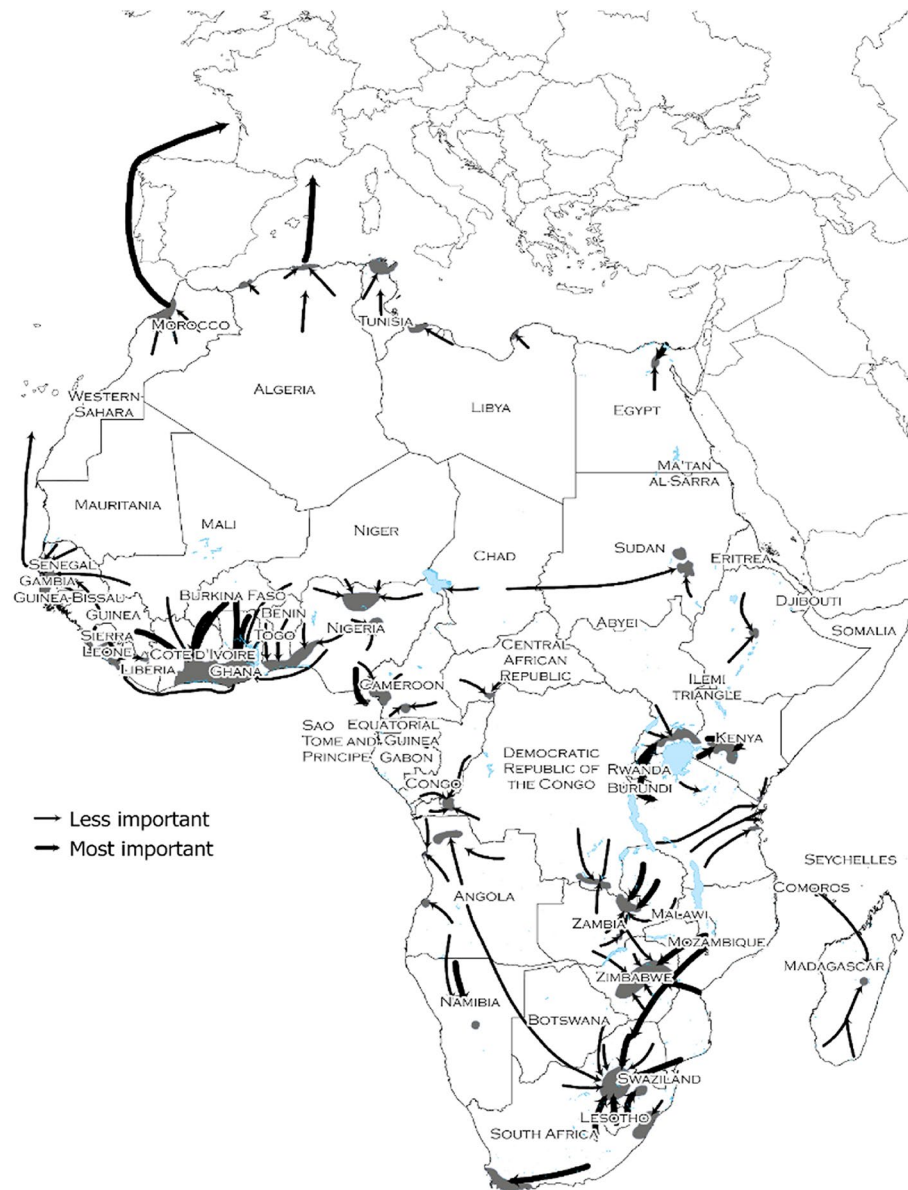 MOROCCO
TUNISIA
ALGERIA
WESTERN
SAHARA
LIBYA
EGYPT
MA'TAN
AL-SARRA
MAURITANIA
MALI
NIGER
CHAD
SUDAN
ERITREA
SENEGAL
GAMBIA
GUINEA-BISSAU
GUINEA
BURKINA FASO
BENIN
TOGO
NIGERIA
DJIBOUTI
SOMALIA
ABYEI
SIERRA
LEONE
LIBERIA
COTE D'IVOIRE
GHANA
CENTRAL
AFRICAN
REPUBLIC
CAMEROON
ILEMI
TRIANGLE
SAO
TOME AND
PRINCIPE
EQUATORIAL
GUINEA
GABON
KENYA
DEMOCRATIC
REPUBLIC OF
THE CONGO
RWANDA
BURUNDI
CONGO
Less important
Most important
SEYCHELLES
COMOROS
ANGOLA
ZAMBIA
MALAWI
MOZAMBIQUE
MADAGASCAR
ZIMBABWE
NAMIBIA
BOTSWANA
SWAZILAND
LESOTHO
SOUTH AFRICA